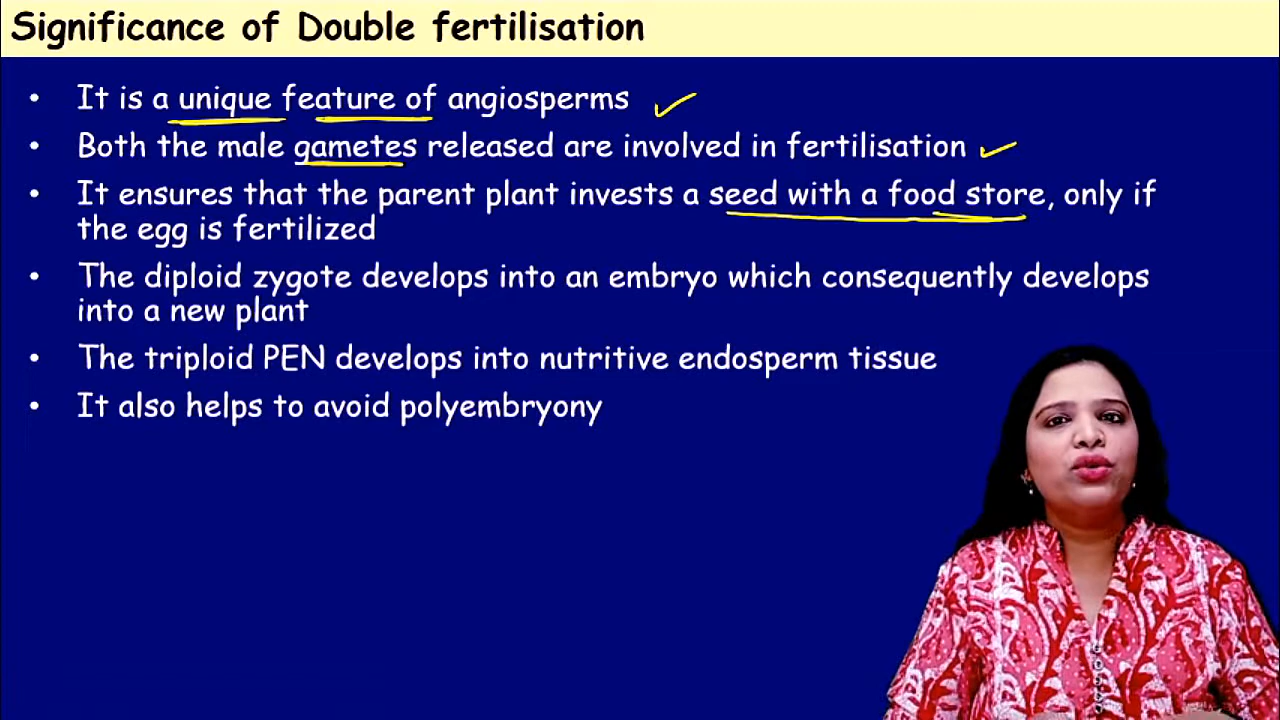 Significance of Double fertilisation
• It is a unique feature of angiosperms
• Both the male gametes released are involved in fertilisation
• It ensures that the parent plant invests a seed with a food store, only if
the egg is fertilized
• The diploid zygote develops into an embryo which consequently develops
into a new plant
• The triploid PEN develops into nutritive endosperm tissue
• It also helps to avoid polyembryony